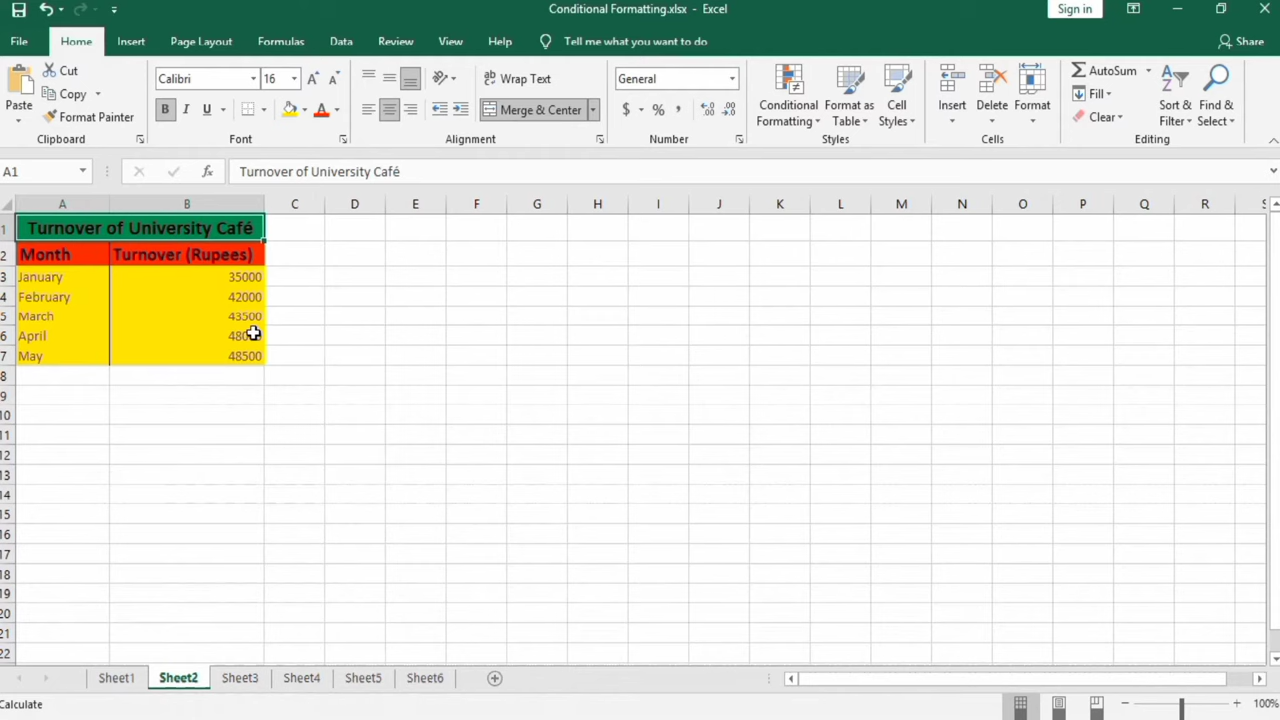 Conditional Formatting.xlsx - Excel
Sign in
File Home Insert Page Layout Formulas Data Review View Help Tell me what you want to do Share
Paste
Cut
Copy
Format Painter
Clipboard
Calibri 16
B I U
Font
Wrap Text
Merge & Center
Alignment
General
$ % ,
Number
Conditional Formatting
Format as Table
Cell Styles
Styles
Insert
Delete
Format
Cells
AutoSum
Fill
Clear
Sort & Filter
Find & Select
Editing
A1 fx Turnover of University Café
A B C D E F G H I J K L M N O P Q R S
1 Turnover of University Café
2 Month Turnover (Rupees)
3 January 35000
4 February 42000
5 March 43500
6 April
7 May 48500
8
9
10
11
12
13
14
15
16
17
18
19
20
21
22
Sheet1 Sheet2 Sheet3 Sheet4 Sheet5 Sheet6
Calculate
100%